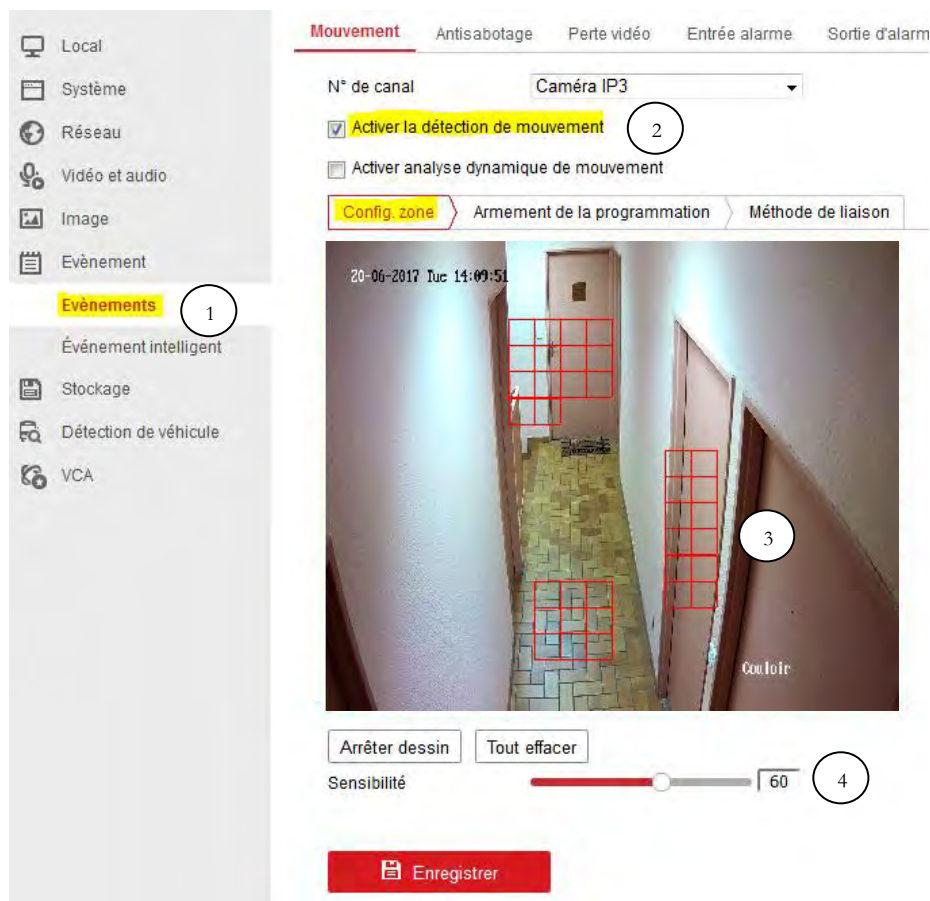 Local
Système
Réseau
Vidéo et audio
Image
Evènement
Evènements
1
Événement intelligent
Stockage
Détection de véhicule
VCA
Mouvement Antisabotage Perte vidéo Entrée alarme Sortie d'alarm
N° de canal Caméra IP3
Activer la détection de mouvement 2
Activer analyse dynamique de mouvement
Config. zone Armement de la programmation Méthode de liaison
20-06-2017 Tue 14:09:51
3
Couloir
Arrêter dessin Tout effacer
Sensibilité 60 4
Enregistrer